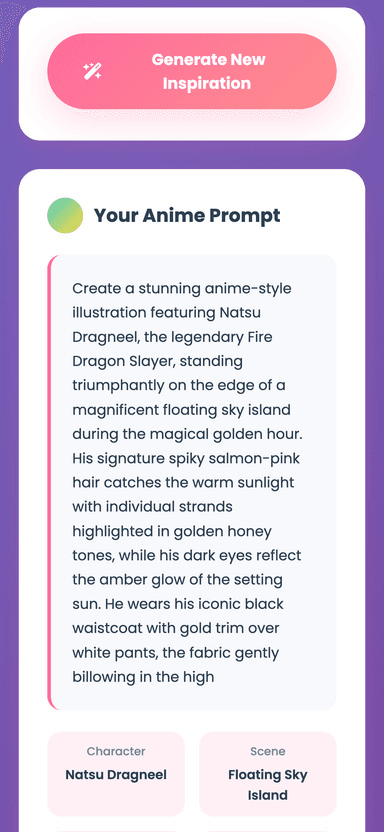 Generate New
Inspiration
Your Anime Prompt
Create a stunning anime-style
illustration featuring Natsu
Dragneel, the legendary Fire
Dragon Slayer, standing
triumphantly on the edge of a
magnificent floating sky island
during the magical golden hour.
His signature spiky salmon-pink
hair catches the warm sunlight
with individual strands
highlighted in golden honey
tones, while his dark eyes reflect
the amber glow of the setting
sun. He wears his iconic black
waistcoat with gold trim over
white pants, the fabric gently
billowing in the high
Character
Natsu Dragneel
Scene
Floating Sky
Island